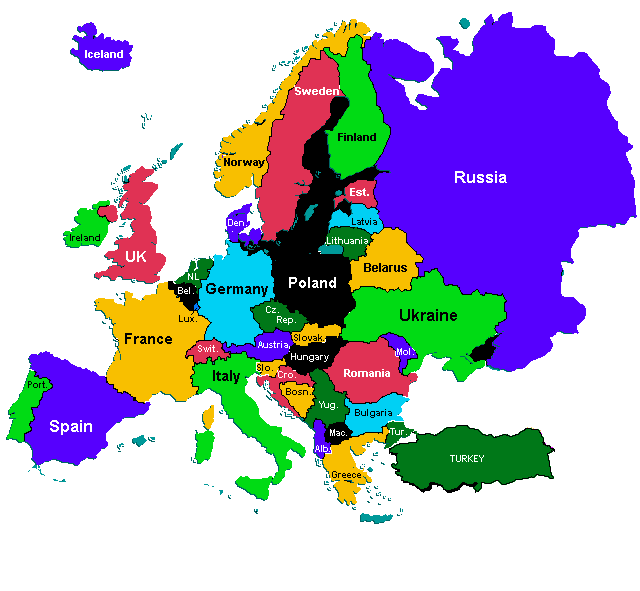 Iceland
Sweden
Finland
Norway
Russia
Est.
Den.
Latvia
Ireland
Lithuania
UK
Belarus
NL
Poland
Germany
Bel.
Cz.
Rep.
Ukraine
Lux.
France
Slovak.
Austria
Swit.
Mol.
Hungary
Italy
Slo.
Romania
Cro.
Port.
Bosn.
Yug.
Bulgaria
Spain
Mac.
Tur.
Alb.
TURKEY
Greece